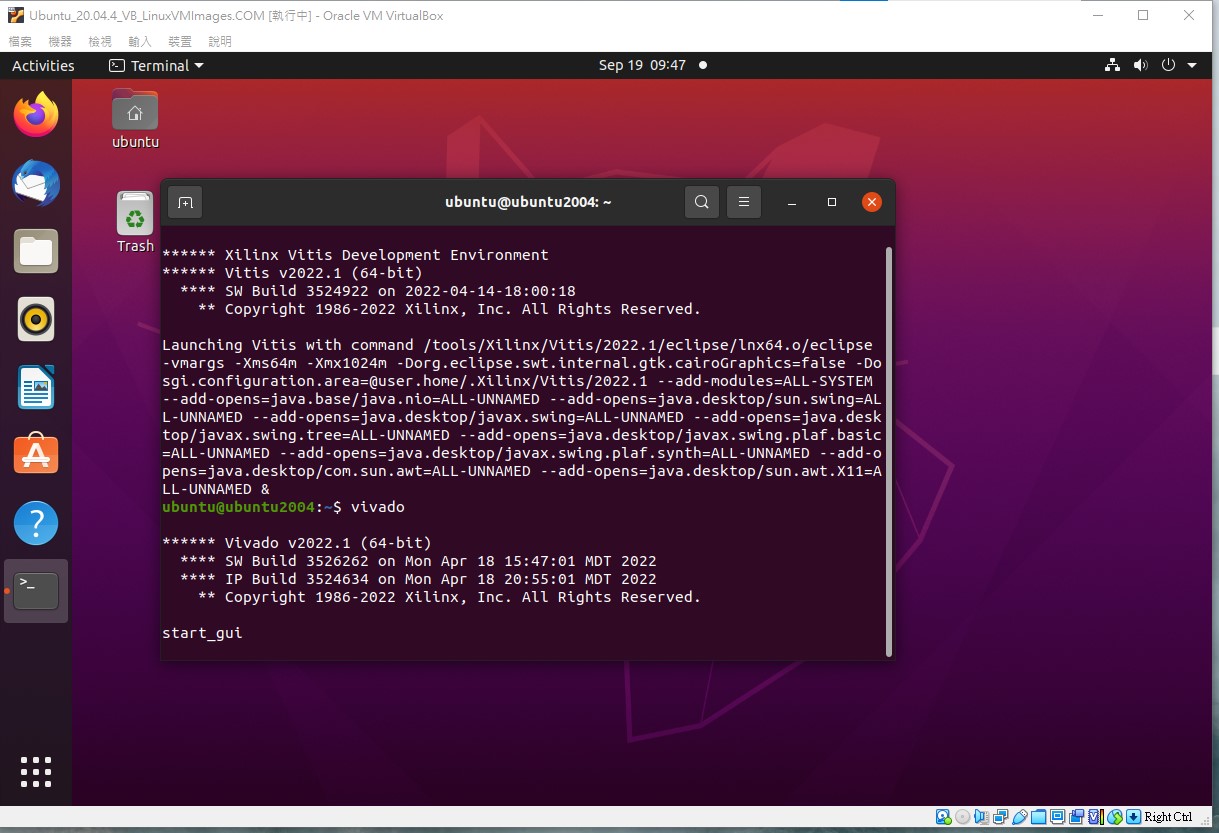 Ubuntu_20.04.4_VB_LinuxVMImages.COM [執行中] - Oracle VM VirtualBox
檔案 機器 檢視 輸入 裝置 說明
Activities Terminal Sep 19 09:47
ubuntu
Trash
ubuntu@ubuntu2004: ~
****** Xilinx Vitis Development Environment
****** Vitis v2022.1 (64-bit)
  **** SW Build 3524922 on 2022-04-14-18:00:18
    ** Copyright 1986-2022 Xilinx, Inc. All Rights Reserved.
Launching Vitis with command /tools/Xilinx/Vitis/2022.1/eclipse/lnx64.o/eclipse
-vmargs -Xms64m -Xmx1024m -Dorg.eclipse.swt.internal.gtk.cairoGraphics=false -Do
sgi.configuration.area=@user.home/.Xilinx/Vitis/2022.1 --add-modules=ALL-SYSTEM
--add-opens=java.base/java.nio=ALL-UNNAMED --add-opens=java.desktop/sun.swing=AL
L-UNNAMED --add-opens=java.desktop/javax.swing=ALL-UNNAMED --add-opens=java.desk
top/javax.swing.tree=ALL-UNNAMED --add-opens=java.desktop/javax.swing.plaf.basic
=ALL-UNNAMED --add-opens=java.desktop/javax.swing.plaf.synth=ALL-UNNAMED --add-o
pens=java.desktop/com.sun.awt=ALL-UNNAMED --add-opens=java.desktop/sun.awt.X11=A
LL-UNNAMED &
ubuntu@ubuntu2004:~$ vivado
****** Vivado v2022.1 (64-bit)
  **** SW Build 3526262 on Mon Apr 18 15:47:01 MDT 2022
  **** IP Build 3524634 on Mon Apr 18 20:55:01 MDT 2022
    ** Copyright 1986-2022 Xilinx, Inc. All Rights Reserved.
start_gui
Right Ctrl